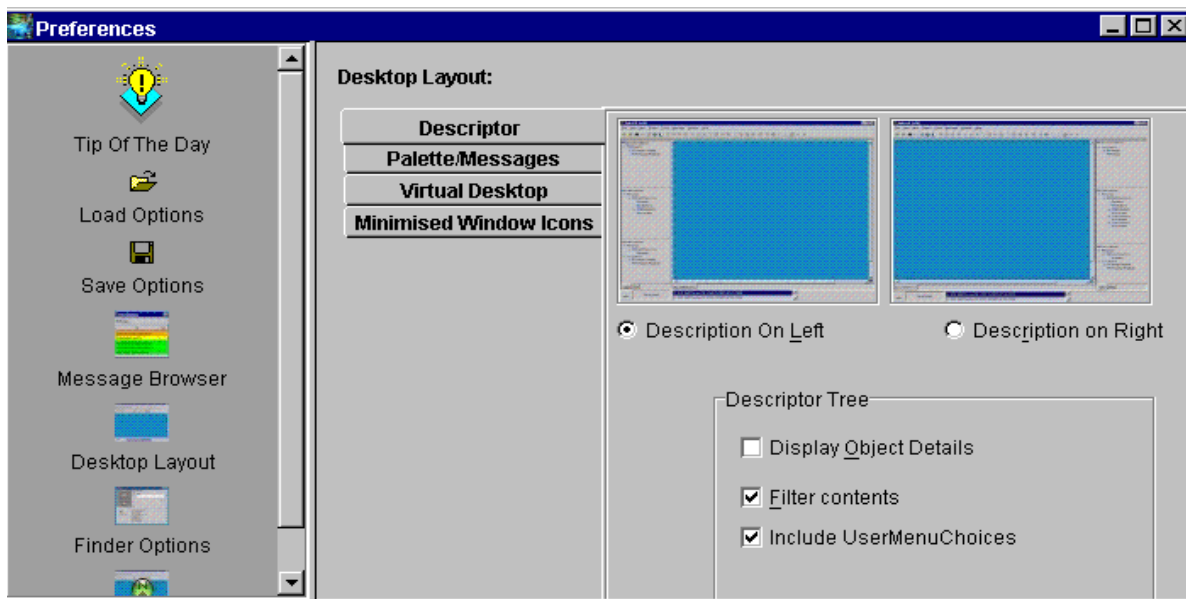 Preferences
Tip Of The Day
Load Options
Save Options
Message Browser
Desktop Layout
Finder Options
Desktop Layout:
Descriptor
Palette/Messages
Virtual Desktop
Minimised Window Icons
Description On Left
Description on Right
Descriptor Tree
Display Object Details
Filter contents
Include UserMenuChoices